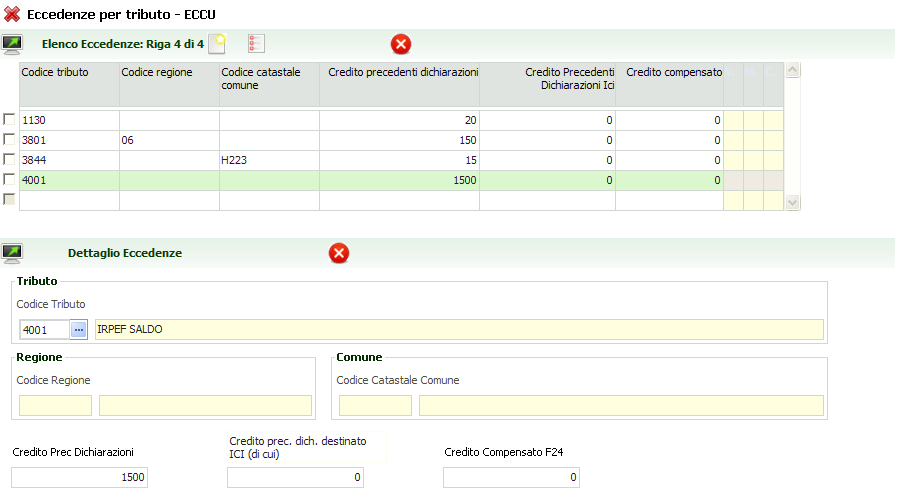 Eccedenze per tributo - ECCU
Elenco Eccedenze: Riga 4 di 4
Codice tributo Codice regione Codice catastale comune Credito precedenti dichiarazioni Credito Precedenti Dichiarazioni Ici Credito compensato
1130 20 0 0
3801 06 150 0 0
3844 H223 15 0 0
4001 1500 0 0
Dettaglio Eccedenze
Tributo
Codice Tributo
4001 ... IRPEF SALDO
Regione Comune
Codice Regione Codice Catastale Comune
Credito Prec Dichiarazioni Credito prec. dich. destinato ICI (di cui) Credito Compensato F24
1500 0 0